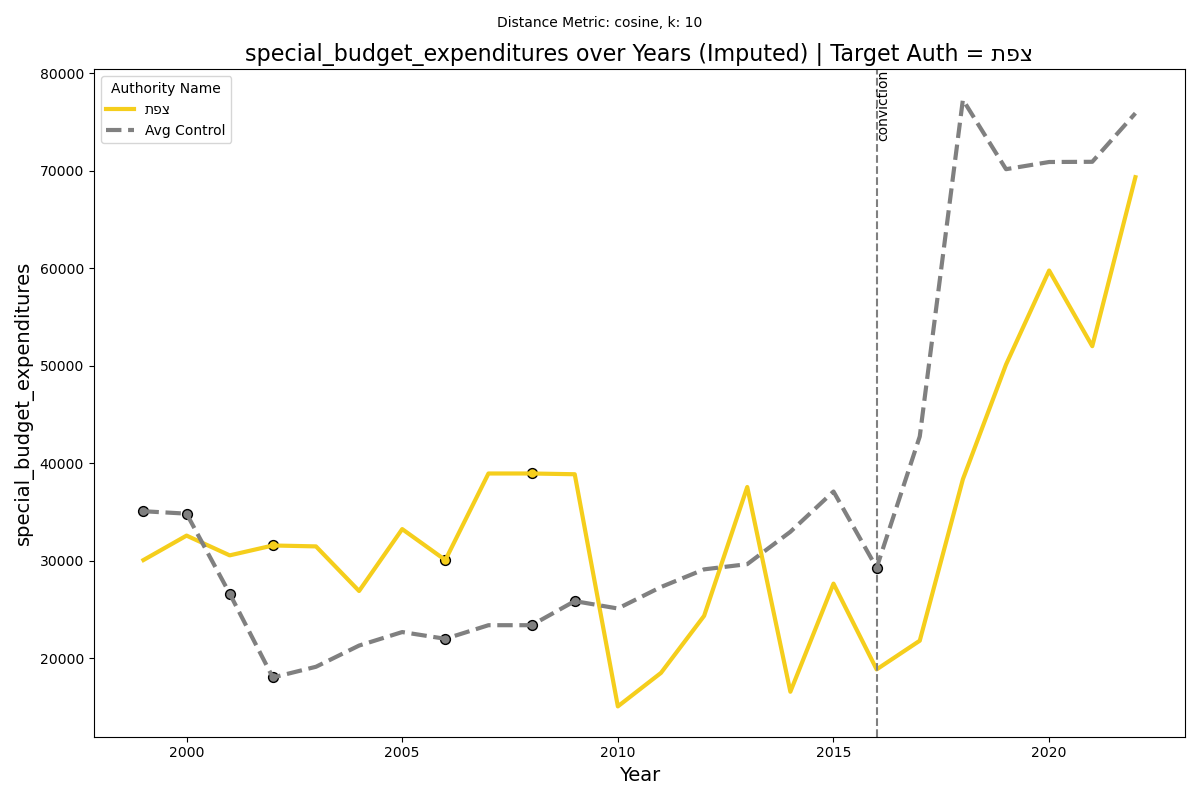 Distance Metric: cosine, k: 10
special_budget_expenditures over Years (Imputed) | Target Auth = צפת
Authority Name
צפת
Avg Control
conviction
80000
70000
60000
50000
40000
30000
20000
special_budget_expenditures
2000
2005
2010
2015
2020
Year